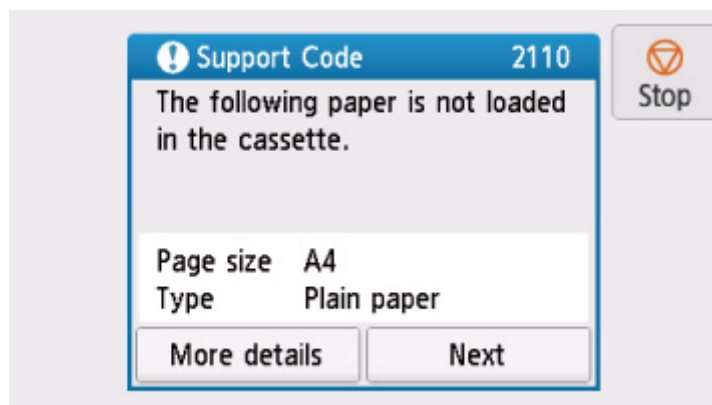 Support Code 2110
The following paper is not loaded
in the cassette.
Page size A4
Type Plain paper
More details Next
Stop